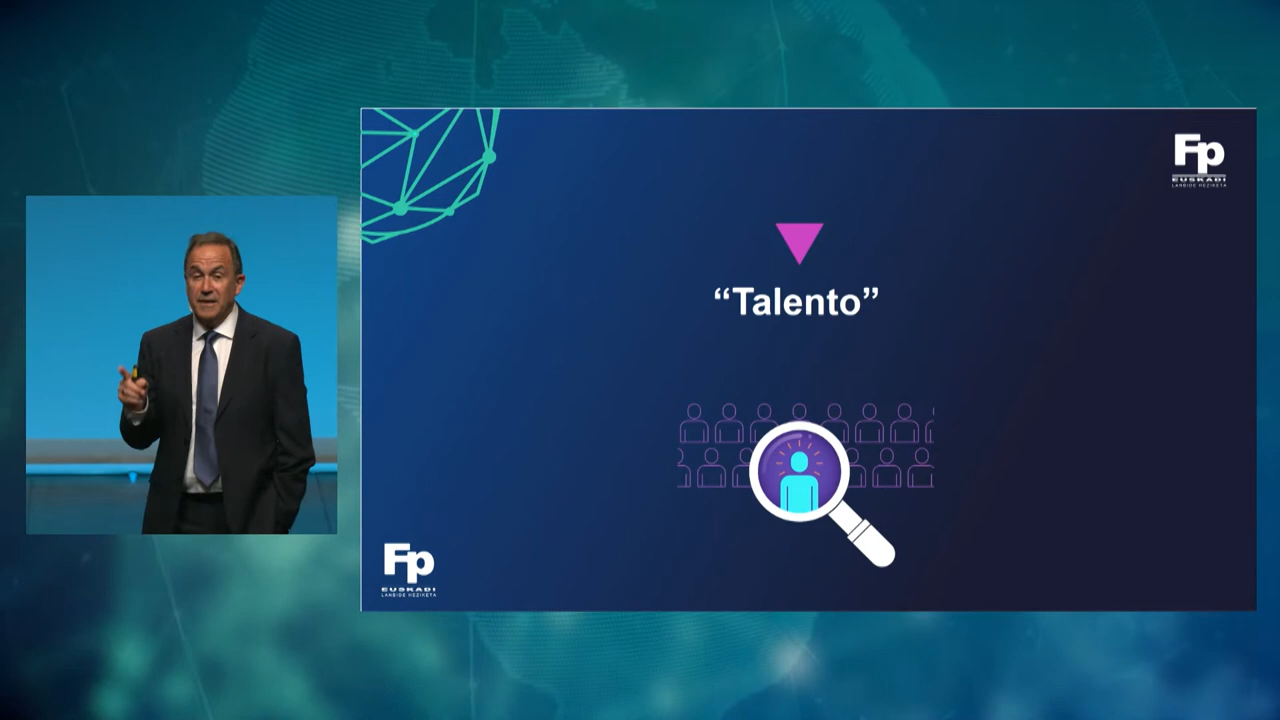 Fp
EUSKADI
LANBIDE HEZIKETA
“Talento”
Fp
EUSKADI
LANBIDE HEZIKETA